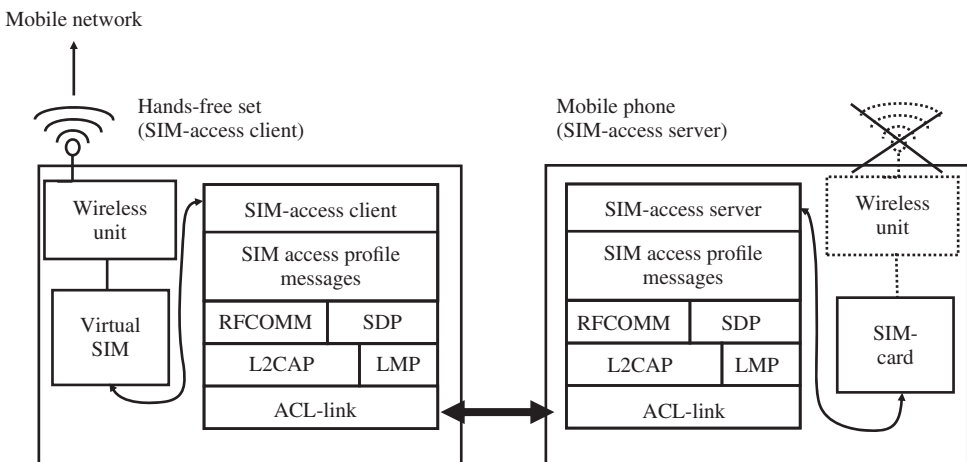 Mobile network
Hands-free set
(SIM-access client)
Mobile phone
(SIM-access server)
Wireless
unit
Virtual
SIM
SIM-access client
SIM access profile
messages
RFCOMM
SDP
L2CAP
LMP
ACL-link
SIM-access server
SIM access profile
messages
RFCOMM
SDP
L2CAP
LMP
ACL-link
Wireless
unit
SIM-
card